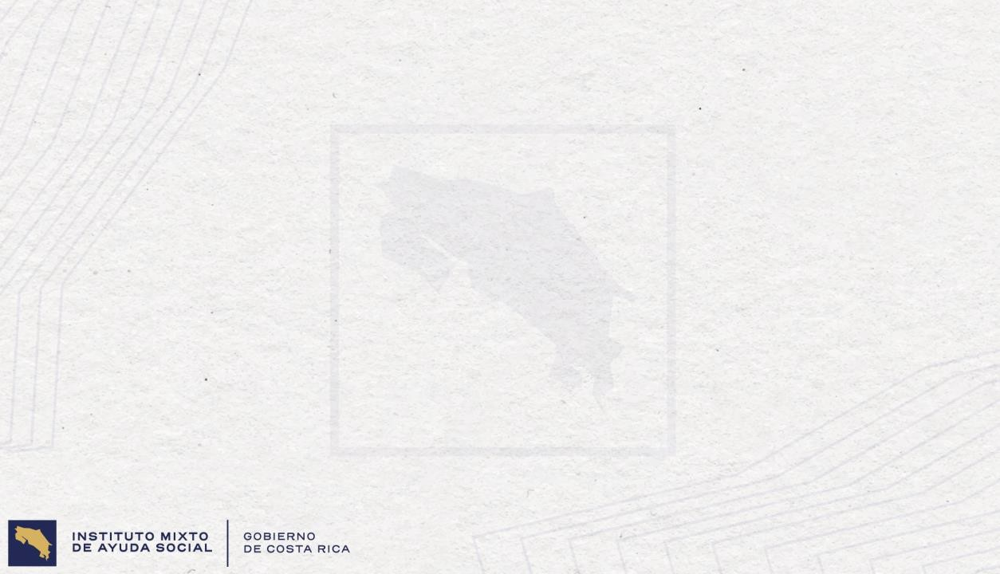 INSTITUTO MIXTO
DE AYUDA SOCIAL
GOBIERNO
DE COSTA RICA